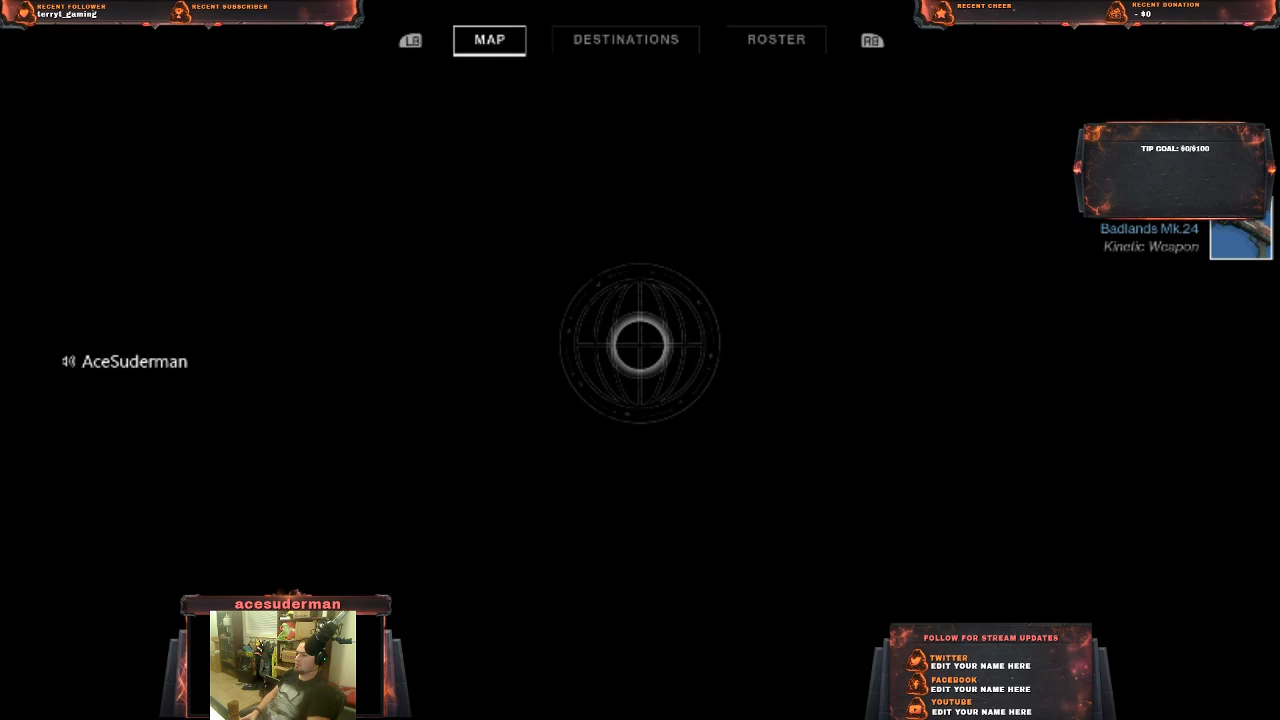 RECENT FOLLOWER
terryt_gaming
RECENT SUBSCRIBER
RECENT CHEER
RECENT DONATION
- $0
LB
MAP
DESTINATIONS
ROSTER
RB
TIP GOAL: $0/$100
Badlands Mk.24
Kinetic Weapon
AceSuderman
acesuderman
FOLLOW FOR STREAM UPDATES
TWITTER
EDIT YOUR NAME HERE
FACEBOOK
EDIT YOUR NAME HERE
YOUTUBE
EDIT YOUR NAME HERE